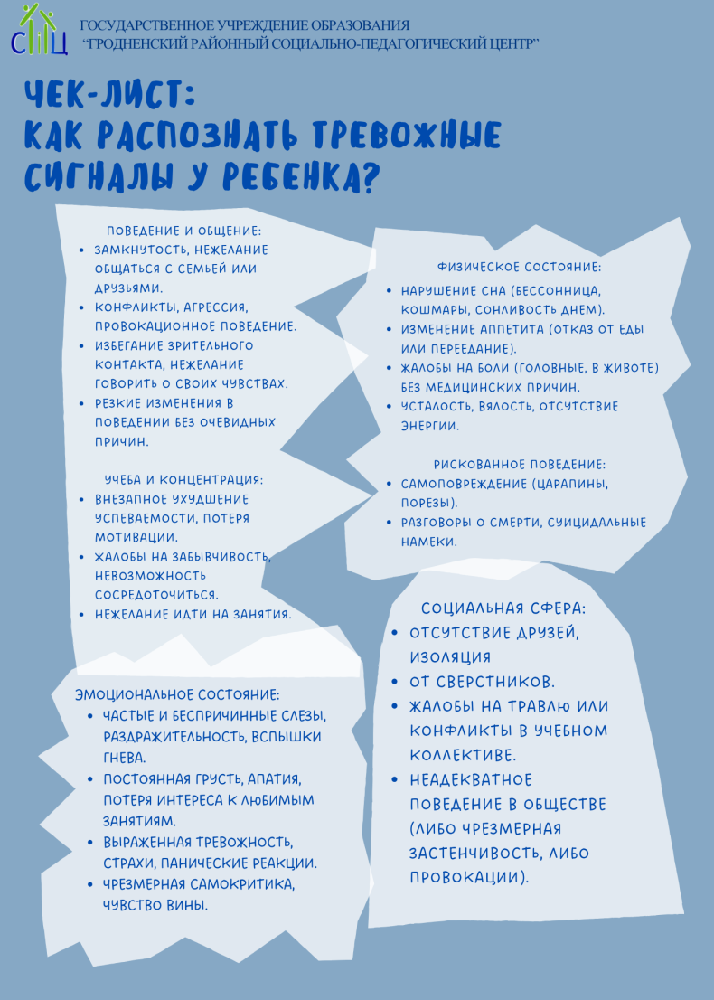 СПЦ
ГОСУДАРСТВЕННОЕ УЧРЕЖДЕНИЕ ОБРАЗОВАНИЯ
“ГРОДНЕНСКИЙ РАЙОННЫЙ СОЦИАЛЬНО-ПЕДАГОГИЧЕСКИЙ ЦЕНТР”
ЧЕК-ЛИСТ:
КАК РАСПОЗНАТЬ ТРЕВОЖНЫЕ
СИГНАЛЫ У РЕБЕНКА?
ПОВЕДЕНИЕ И ОБЩЕНИЕ:
• ЗАМКНУТОСТЬ, НЕЖЕЛАНИЕ
ОБЩАТЬСЯ С СЕМЬЕЙ ИЛИ
ДРУЗЬЯМИ.
• КОНФЛИКТЫ, АГРЕССИЯ,
ПРОВОКАЦИОННОЕ ПОВЕДЕНИЕ.
• ИЗБЕГАНИЕ ЗРИТЕЛЬНОГО
КОНТАКТА, НЕЖЕЛАНИЕ
ГОВОРИТЬ О СВОИХ ЧУВСТВАХ.
• РЕЗКИЕ ИЗМЕНЕНИЯ В
ПОВЕДЕНИИ БЕЗ ОЧЕВИДНЫХ
ПРИЧИН.
УЧЕБА И КОНЦЕНТРАЦИЯ:
• ВНЕЗАПНОЕ УХУДШЕНИЕ
УСПЕВАЕМОСТИ, ПОТЕРЯ
МОТИВАЦИИ.
• ЖАЛОБЫ НА ЗАБЫВЧИВОСТЬ,
НЕВОЗМОЖНОСТЬ
СОСРЕДОТОЧИТЬСЯ.
• НЕЖЕЛАНИЕ ИДТИ НА ЗАНЯТИЯ.
ЭМОЦИОНАЛЬНОЕ СОСТОЯНИЕ:
• ЧАСТЫЕ И БЕСПРИЧИННЫЕ СЛЕЗЫ,
РАЗДРАЖИТЕЛЬНОСТЬ, ВСПЫШКИ
ГНЕВА.
• ПОСТОЯННАЯ ГРУСТЬ, АПАТИЯ,
ПОТЕРЯ ИНТЕРЕСА К ЛЮБИМЫМ
ЗАНЯТИЯМ.
• ВЫРАЖЕННАЯ ТРЕВОЖНОСТЬ,
СТРАХИ, ПАНИЧЕСКИЕ РЕАКЦИИ.
• ЧРЕЗМЕРНАЯ САМОКРИТИКА,
ЧУВСТВО ВИНЫ.
ФИЗИЧЕСКОЕ СОСТОЯНИЕ:
• НАРУШЕНИЕ СНА (БЕССОННИЦА,
КОШМАРЫ, СОНЛИВОСТЬ ДНЕМ).
• ИЗМЕНЕНИЕ АППЕТИТА (ОТКАЗ ОТ ЕДЫ
ИЛИ ПЕРЕЕДАНИЕ).
• ЖАЛОБЫ НА БОЛИ (ГОЛОВНЫЕ, В ЖИВОТЕ)
БЕЗ МЕДИЦИНСКИХ ПРИЧИН.
• УСТАЛОСТЬ, ВЯЛОСТЬ, ОТСУТСТВИЕ
ЭНЕРГИИ.
РИСКОВАННОЕ ПОВЕДЕНИЕ:
• САМОПОВРЕЖДЕНИЕ (ЦАРАПИНЫ,
ПОРЕЗЫ).
• РАЗГОВОРЫ О СМЕРТИ, СУИЦИДАЛЬНЫЕ
НАМЕКИ.
СОЦИАЛЬНАЯ СФЕРА:
• ОТСУТСТВИЕ ДРУЗЕЙ,
ИЗОЛЯЦИЯ
• ОТ СВЕРСТНИКОВ.
• ЖАЛОБЫ НА ТРАВЛЮ ИЛИ
КОНФЛИКТЫ В УЧЕБНОМ
КОЛЛЕКТИВЕ.
• НЕАДЕКВАТНОЕ
ПОВЕДЕНИЕ В ОБЩЕСТВЕ
(ЛИБО ЧРЕЗМЕРНАЯ
ЗАСТЕНЧИВОСТЬ, ЛИБО
ПРОВОКАЦИИ).